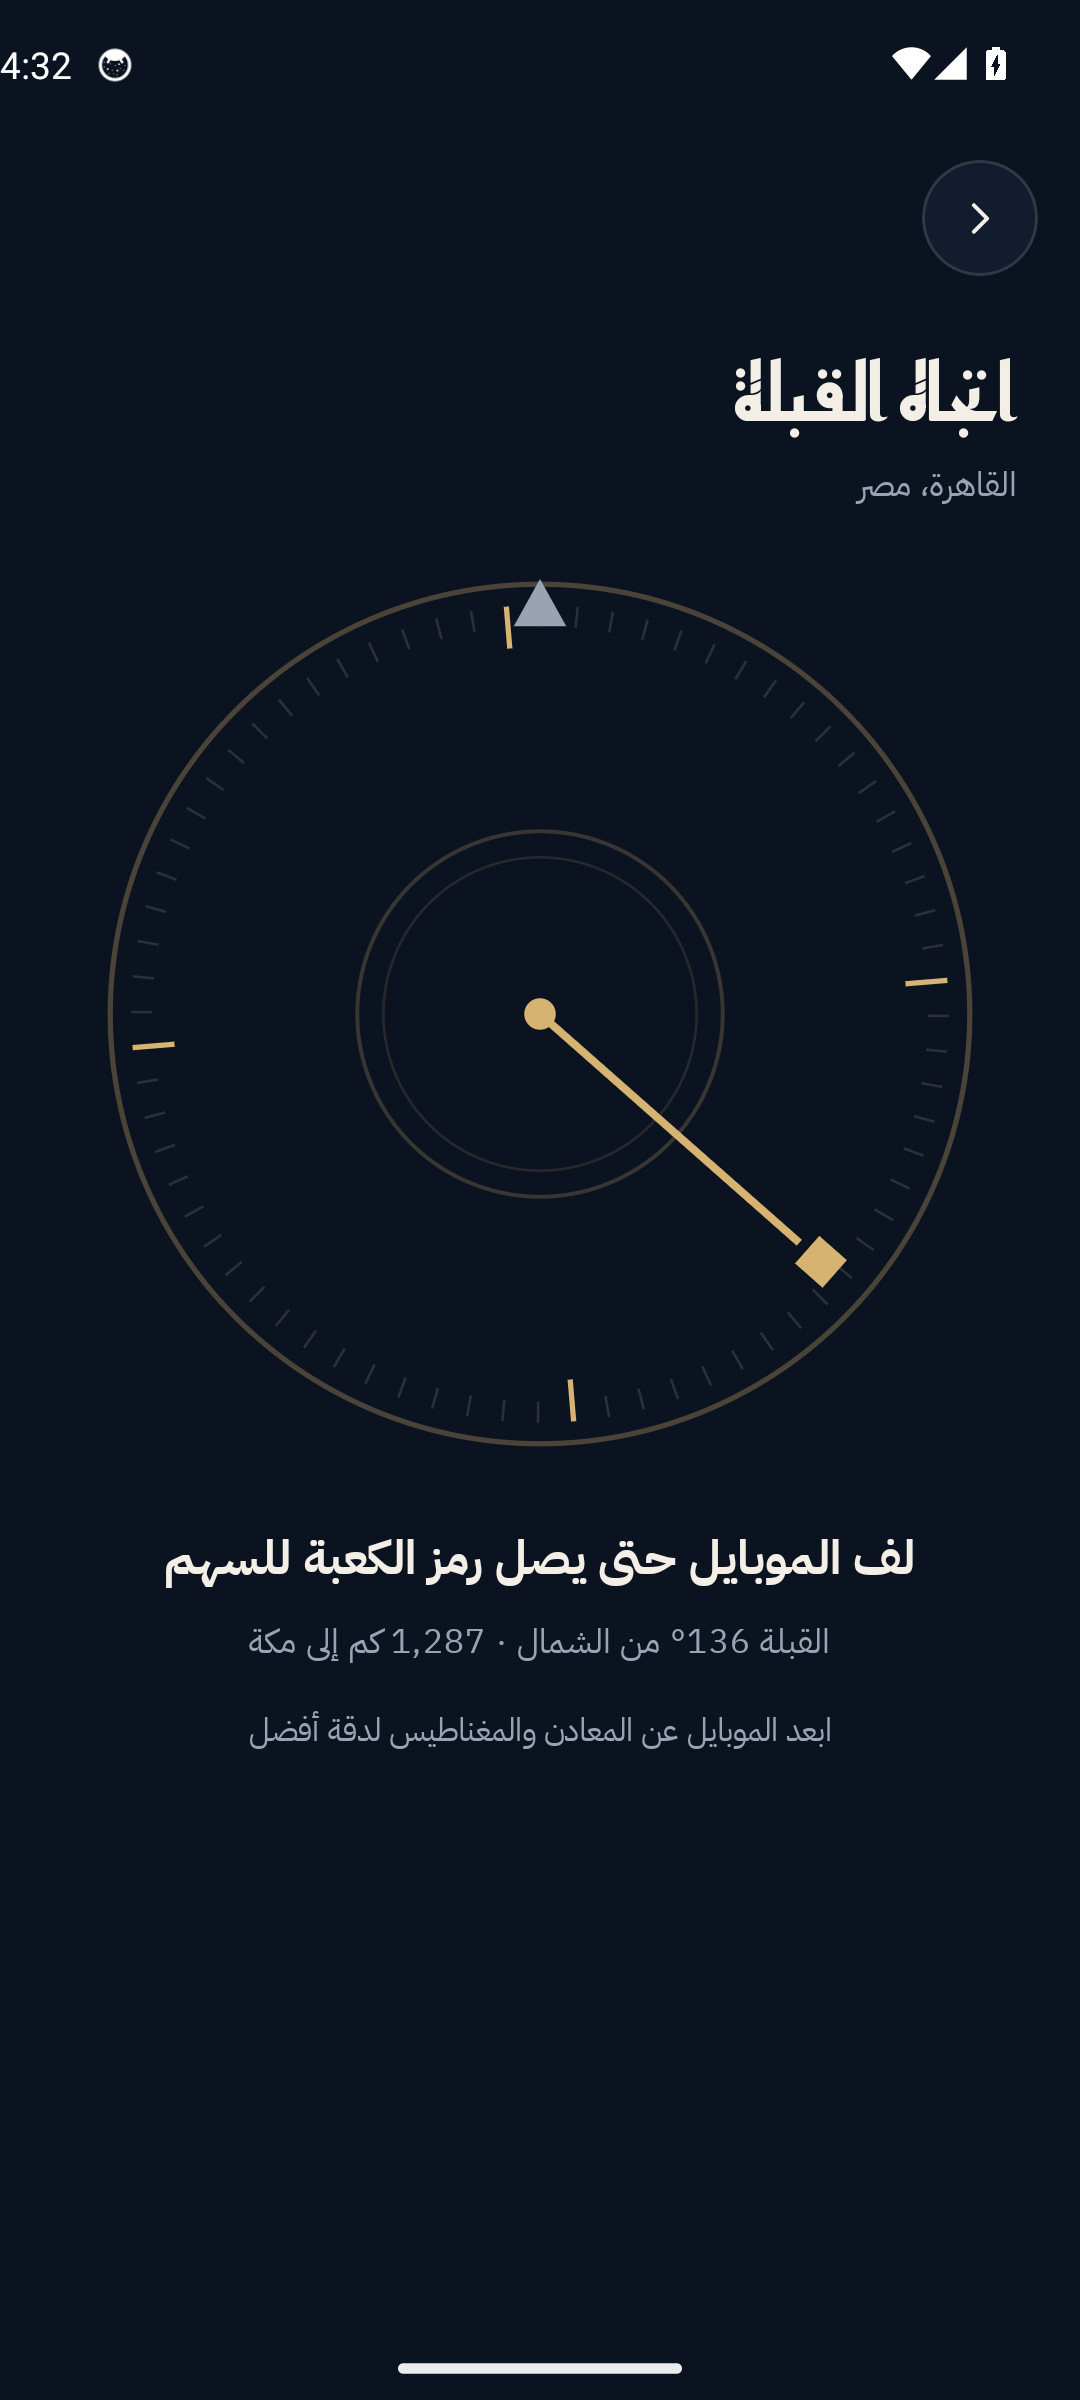 4:32
اتجاه القبلة
القاهرة، مصر
لف الموبايل حتى يصل رمز الكعبة للسهم
القبلة 136° من الشمال · 1,287 كم إلى مكة
ابعد الموبايل عن المعادن والمغناطيس لدقة أفضل